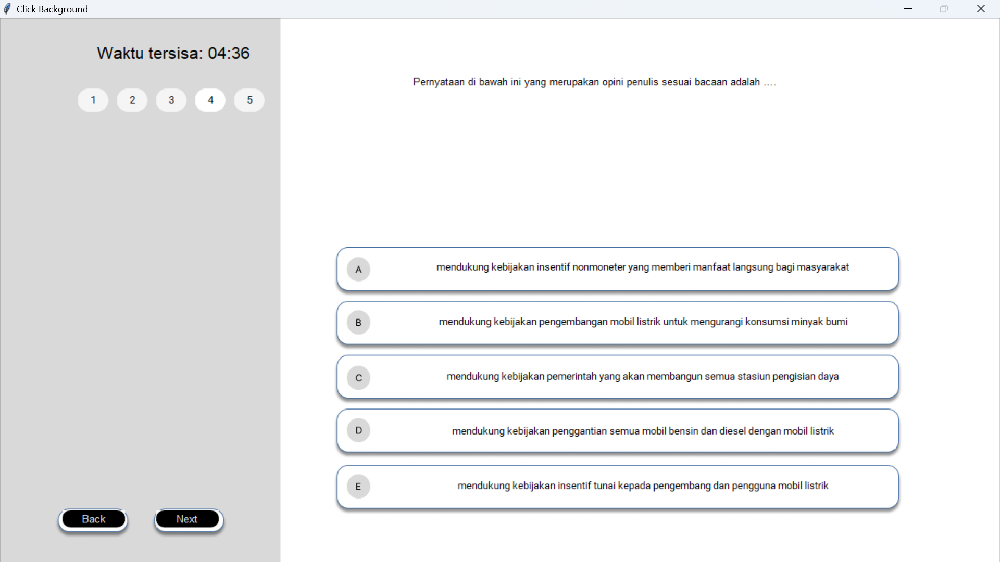 Click Background
Waktu tersisa: 04:36
1 2 3 4 5
Pernyataan di bawah ini yang merupakan opini penulis sesuai bacaan adalah ....
A mendukung kebijakan insentif nonmoneter yang memberi manfaat langsung bagi masyarakat
B mendukung kebijakan pengembangan mobil listrik untuk mengurangi konsumsi minyak bumi
C mendukung kebijakan pemerintah yang akan membangun semua stasiun pengisian daya
D mendukung kebijakan penggantian semua mobil bensin dan diesel dengan mobil listrik
E mendukung kebijakan insentif tunai kepada pengembang dan pengguna mobil listrik
Back Next